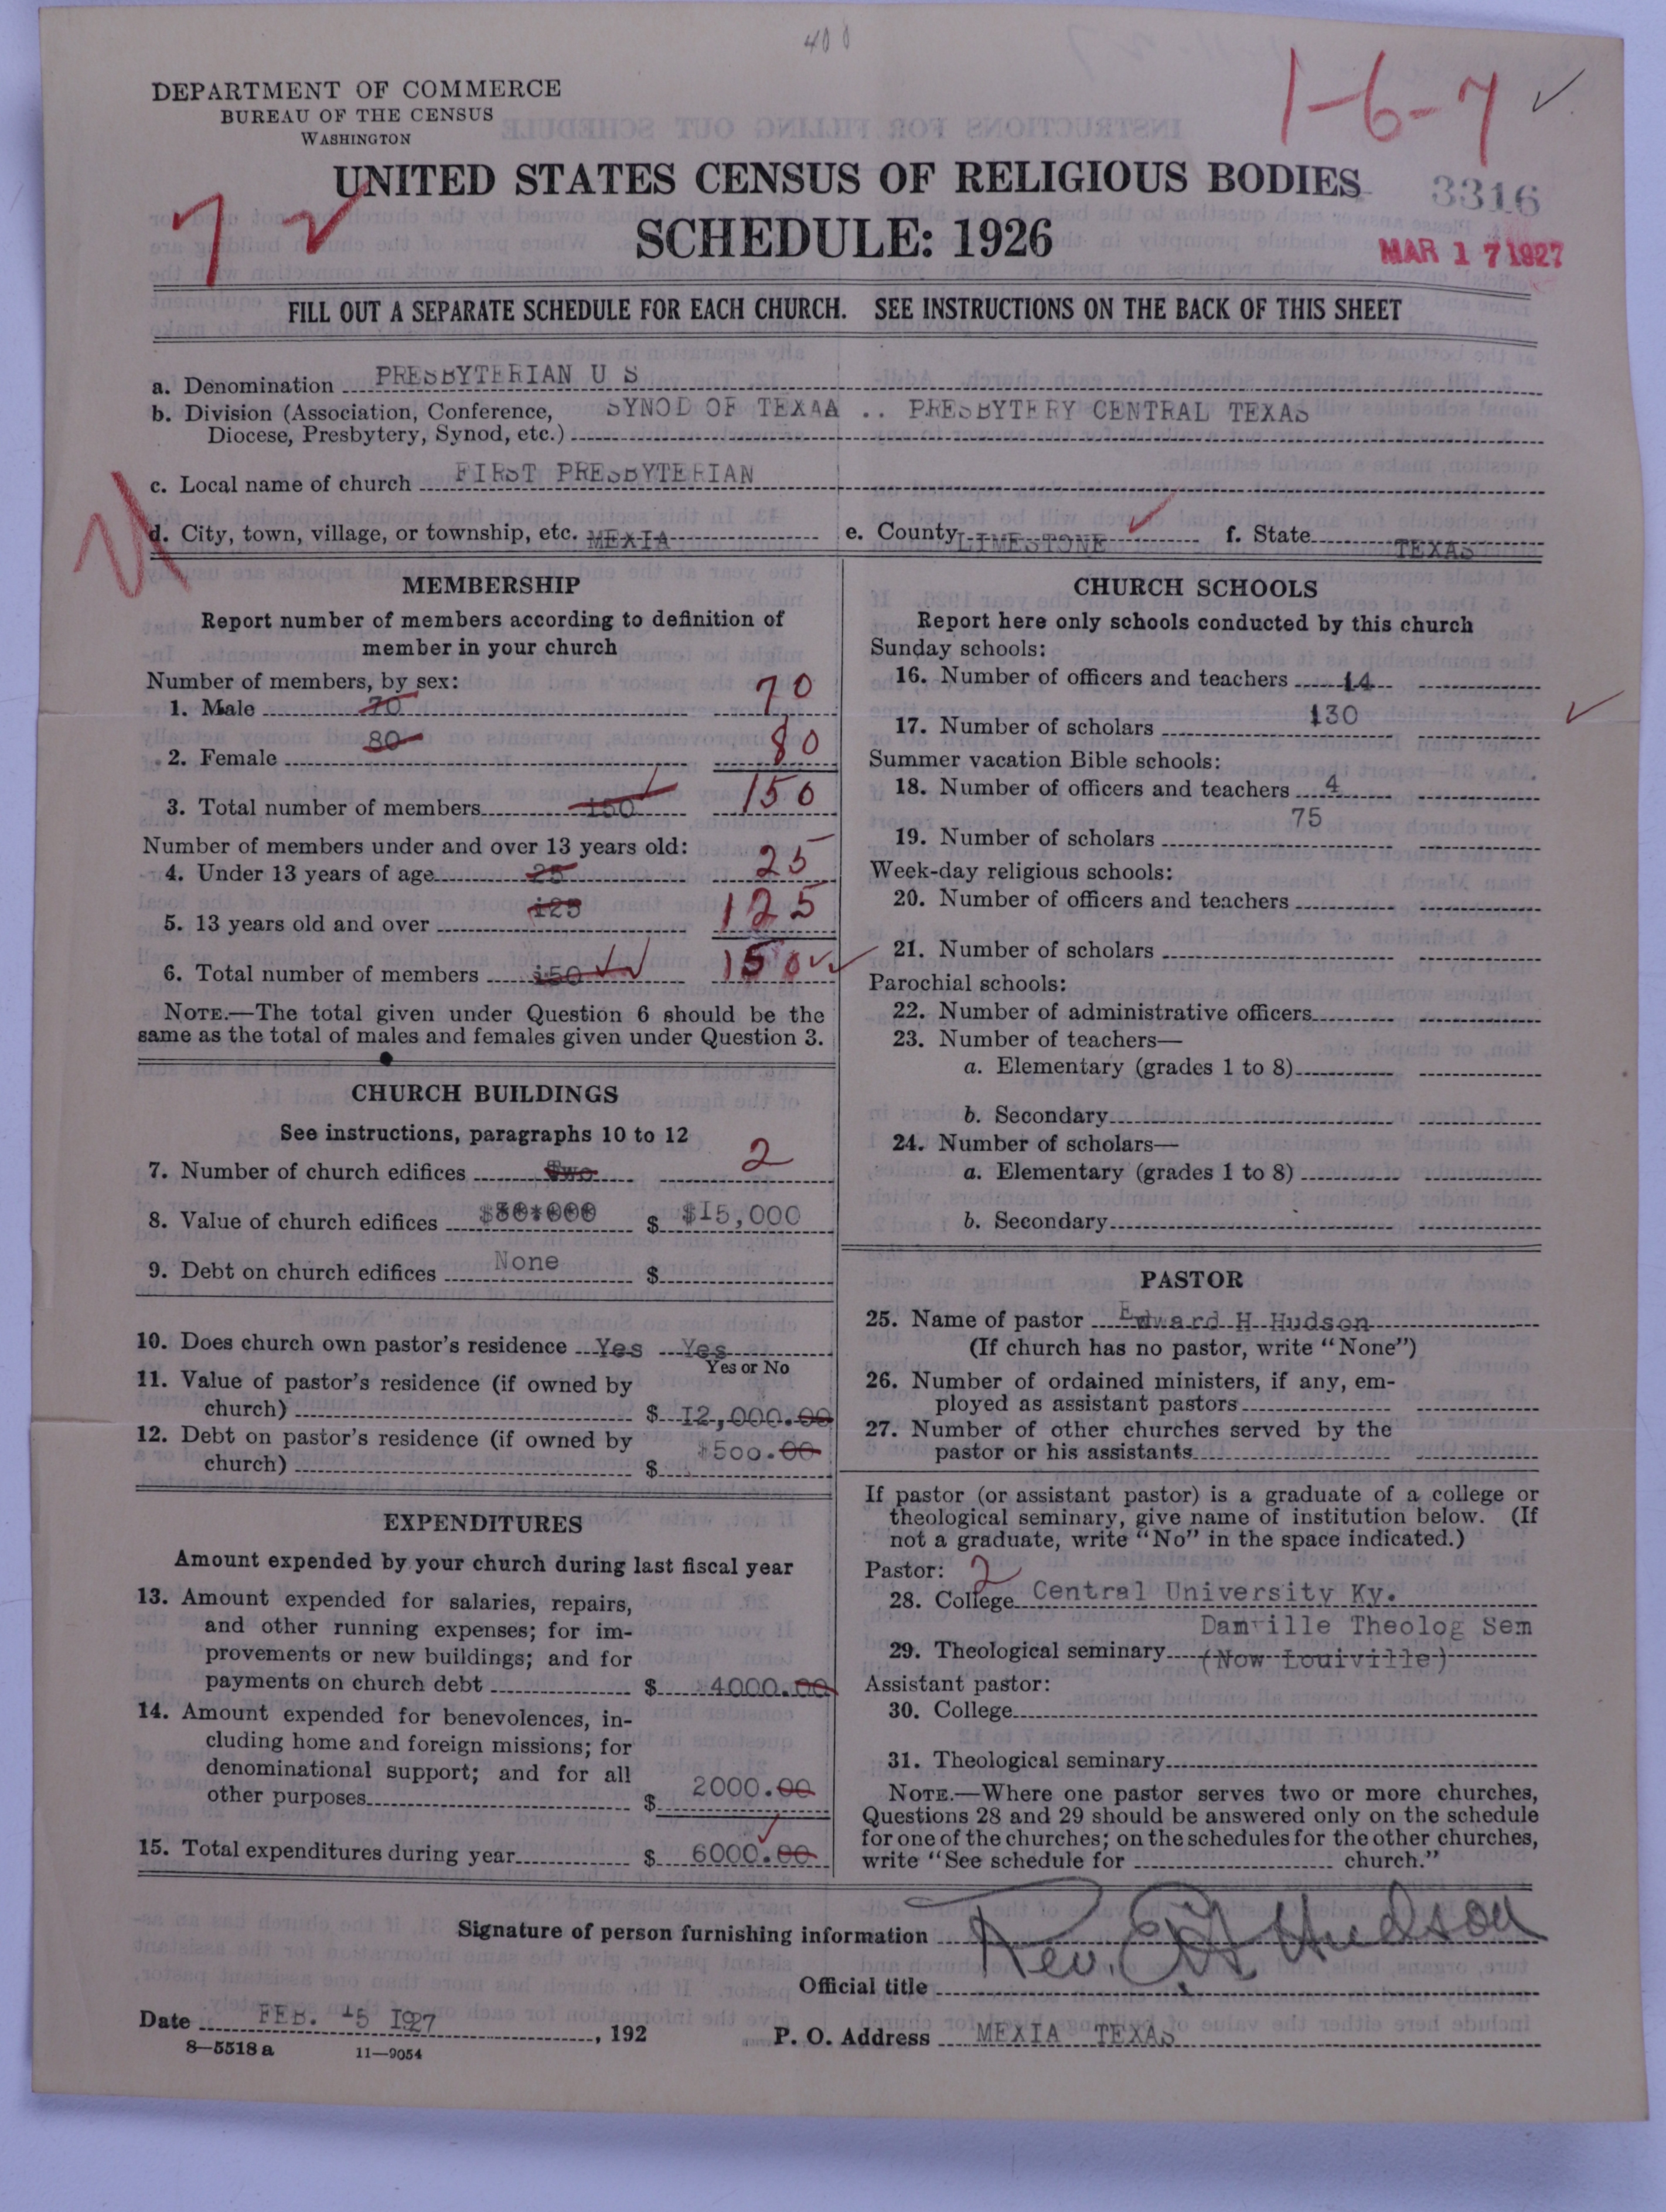 400
DEPARTMENT OF COMMERCE
BUREAU OF THE CENSUS
WASHINGTON
1-6-7 ✓
UNITED STATES CENSUS OF RELIGIOUS BODIES
3316
SCHEDULE: 1926
MAR 17 1927
FILL OUT A SEPARATE SCHEDULE FOR EACH CHURCH. SEE INSTRUCTIONS ON THE BACK OF THIS SHEET
a. Denomination PRESBYTERIAN U S
b. Division (Association, Conference, SYNOD OF TEXAA .. PRESBYTERY CENTRAL TEXAS
Diocese, Presbytery, Synod, etc.)
c. Local name of church FIRST PRESBYTERIAN
d. City, town, village, or township, etc. MEXIA e. County LIMESTONE f. State TEXAS
MEMBERSHIP
Report number of members according to definition of
member in your church
Number of members, by sex:
1. Male 70 70
2. Female 80 80
3. Total number of members 150 150
Number of members under and over 13 years old:
4. Under 13 years of age 25 25
5. 13 years old and over 125 125
6. Total number of members 150 150
NOTE.—The total given under Question 6 should be the
same as the total of males and females given under Question 3.
CHURCH BUILDINGS
See instructions, paragraphs 10 to 12
7. Number of church edifices Two 2
8. Value of church edifices $ $15,000
9. Debt on church edifices None $
10. Does church own pastor's residence Yes Yes
Yes or No
11. Value of pastor's residence (if owned by
church) $ 12,000.00
12. Debt on pastor's residence (if owned by
church) $ $500.00
EXPENDITURES
Amount expended by your church during last fiscal year
13. Amount expended for salaries, repairs,
and other running expenses; for im-
provements or new buildings; and for
payments on church debt $ 4000.00
14. Amount expended for benevolences, in-
cluding home and foreign missions; for
denominational support; and for all
other purposes $ 2000.00
15. Total expenditures during year $ 6000.00
CHURCH SCHOOLS
Report here only schools conducted by this church
Sunday schools:
16. Number of officers and teachers 14
17. Number of scholars 130
Summer vacation Bible schools:
18. Number of officers and teachers 4
19. Number of scholars 75
Week-day religious schools:
20. Number of officers and teachers
21. Number of scholars
Parochial schools:
22. Number of administrative officers
23. Number of teachers—
a. Elementary (grades 1 to 8)
b. Secondary
24. Number of scholars—
a. Elementary (grades 1 to 8)
b. Secondary
PASTOR
25. Name of pastor Edward H Hudson
(If church has no pastor, write "None")
26. Number of ordained ministers, if any, em-
ployed as assistant pastors
27. Number of other churches served by the
pastor or his assistants
If pastor (or assistant pastor) is a graduate of a college or
theological seminary, give name of institution below. (If
not a graduate, write "No" in the space indicated.)
Pastor: 2
28. College Central University Ky.
Damville Theolog Sem
29. Theological seminary (Now Louiville)
Assistant pastor:
30. College
31. Theological seminary
NOTE.—Where one pastor serves two or more churches,
Questions 28 and 29 should be answered only on the schedule
for one of the churches; on the schedules for the other churches,
write "See schedule for church."
Signature of person furnishing information Rev. E H Hudson
Official title
Date FEB. 15 1927, 192
P. O. Address MEXIA TEXAS
8—5518 a 11—9054